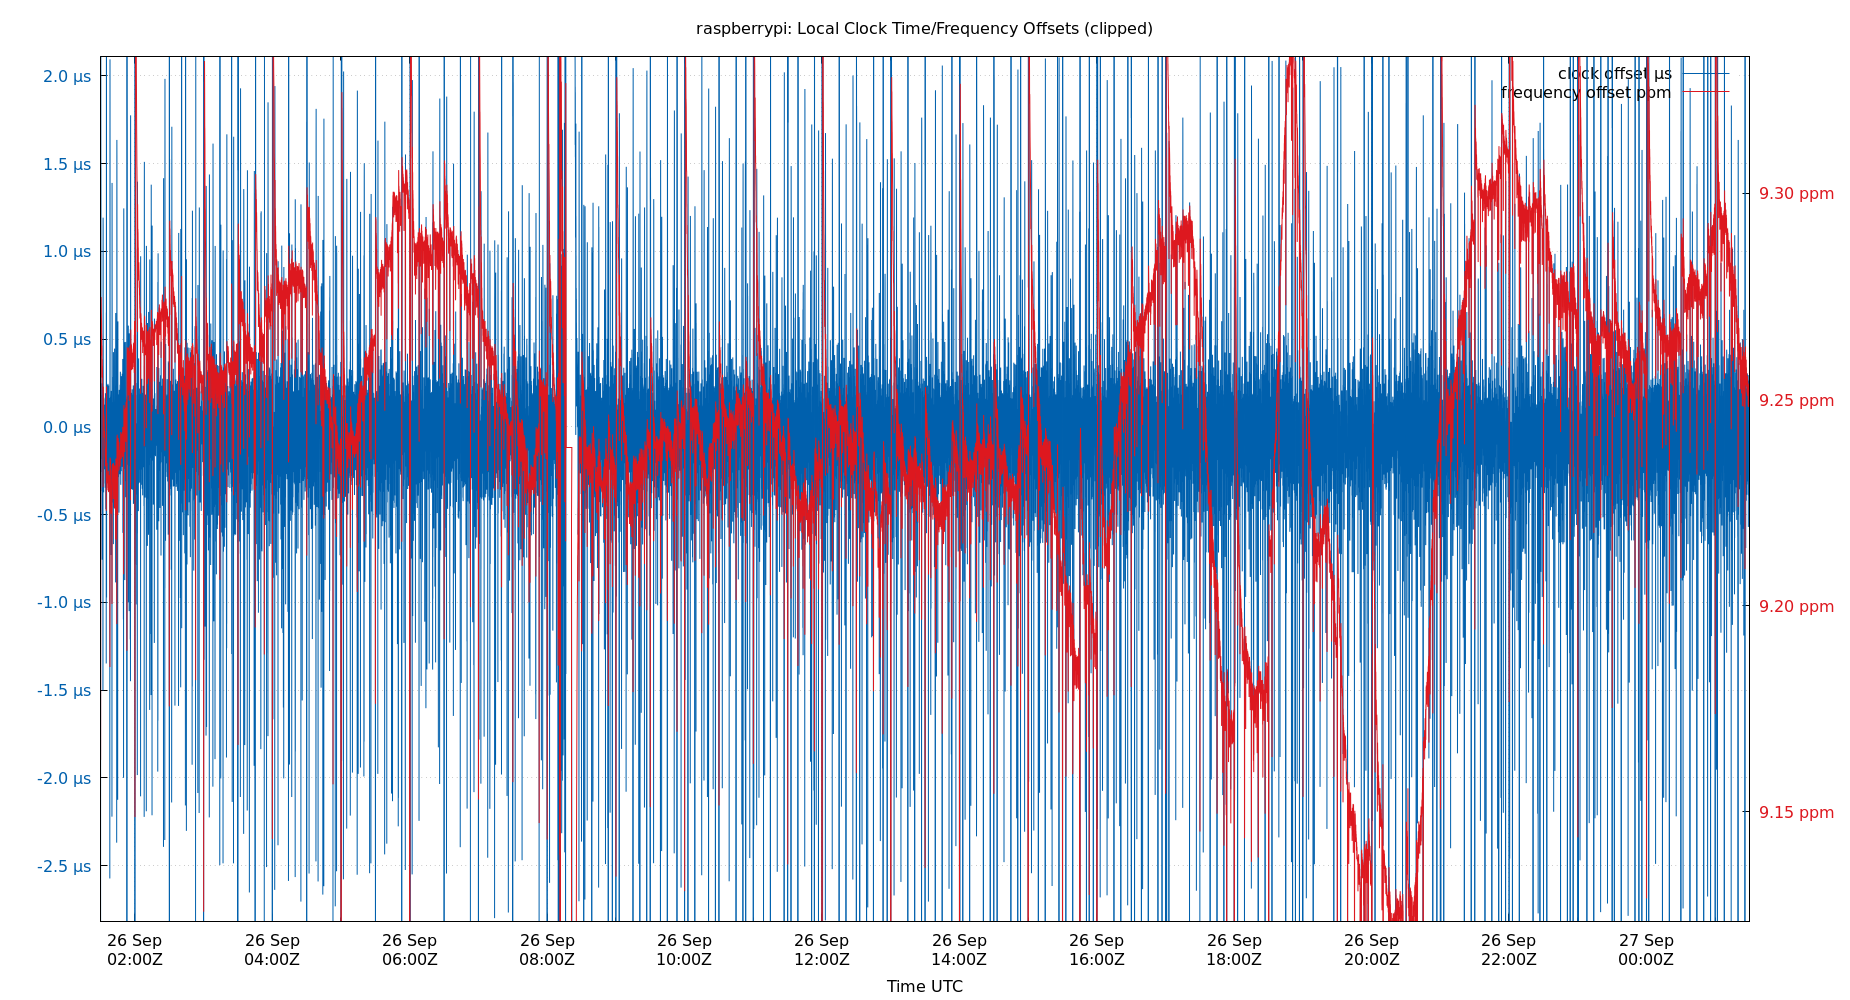 raspberrypi: Local Clock Time/Frequency Offsets (clipped)
clock offset µs
frequency offset ppm
2.0 µs
1.5 µs
1.0 µs
0.5 µs
0.0 µs
-0.5 µs
-1.0 µs
-1.5 µs
-2.0 µs
-2.5 µs
9.30 ppm
9.25 ppm
9.20 ppm
9.15 ppm
26 Sep 26 Sep 26 Sep 26 Sep 26 Sep 26 Sep 26 Sep 26 Sep 26 Sep 26 Sep 26 Sep 27 Sep
02:00Z 04:00Z 06:00Z 08:00Z 10:00Z 12:00Z 14:00Z 16:00Z 18:00Z 20:00Z 22:00Z 00:00Z
Time UTC